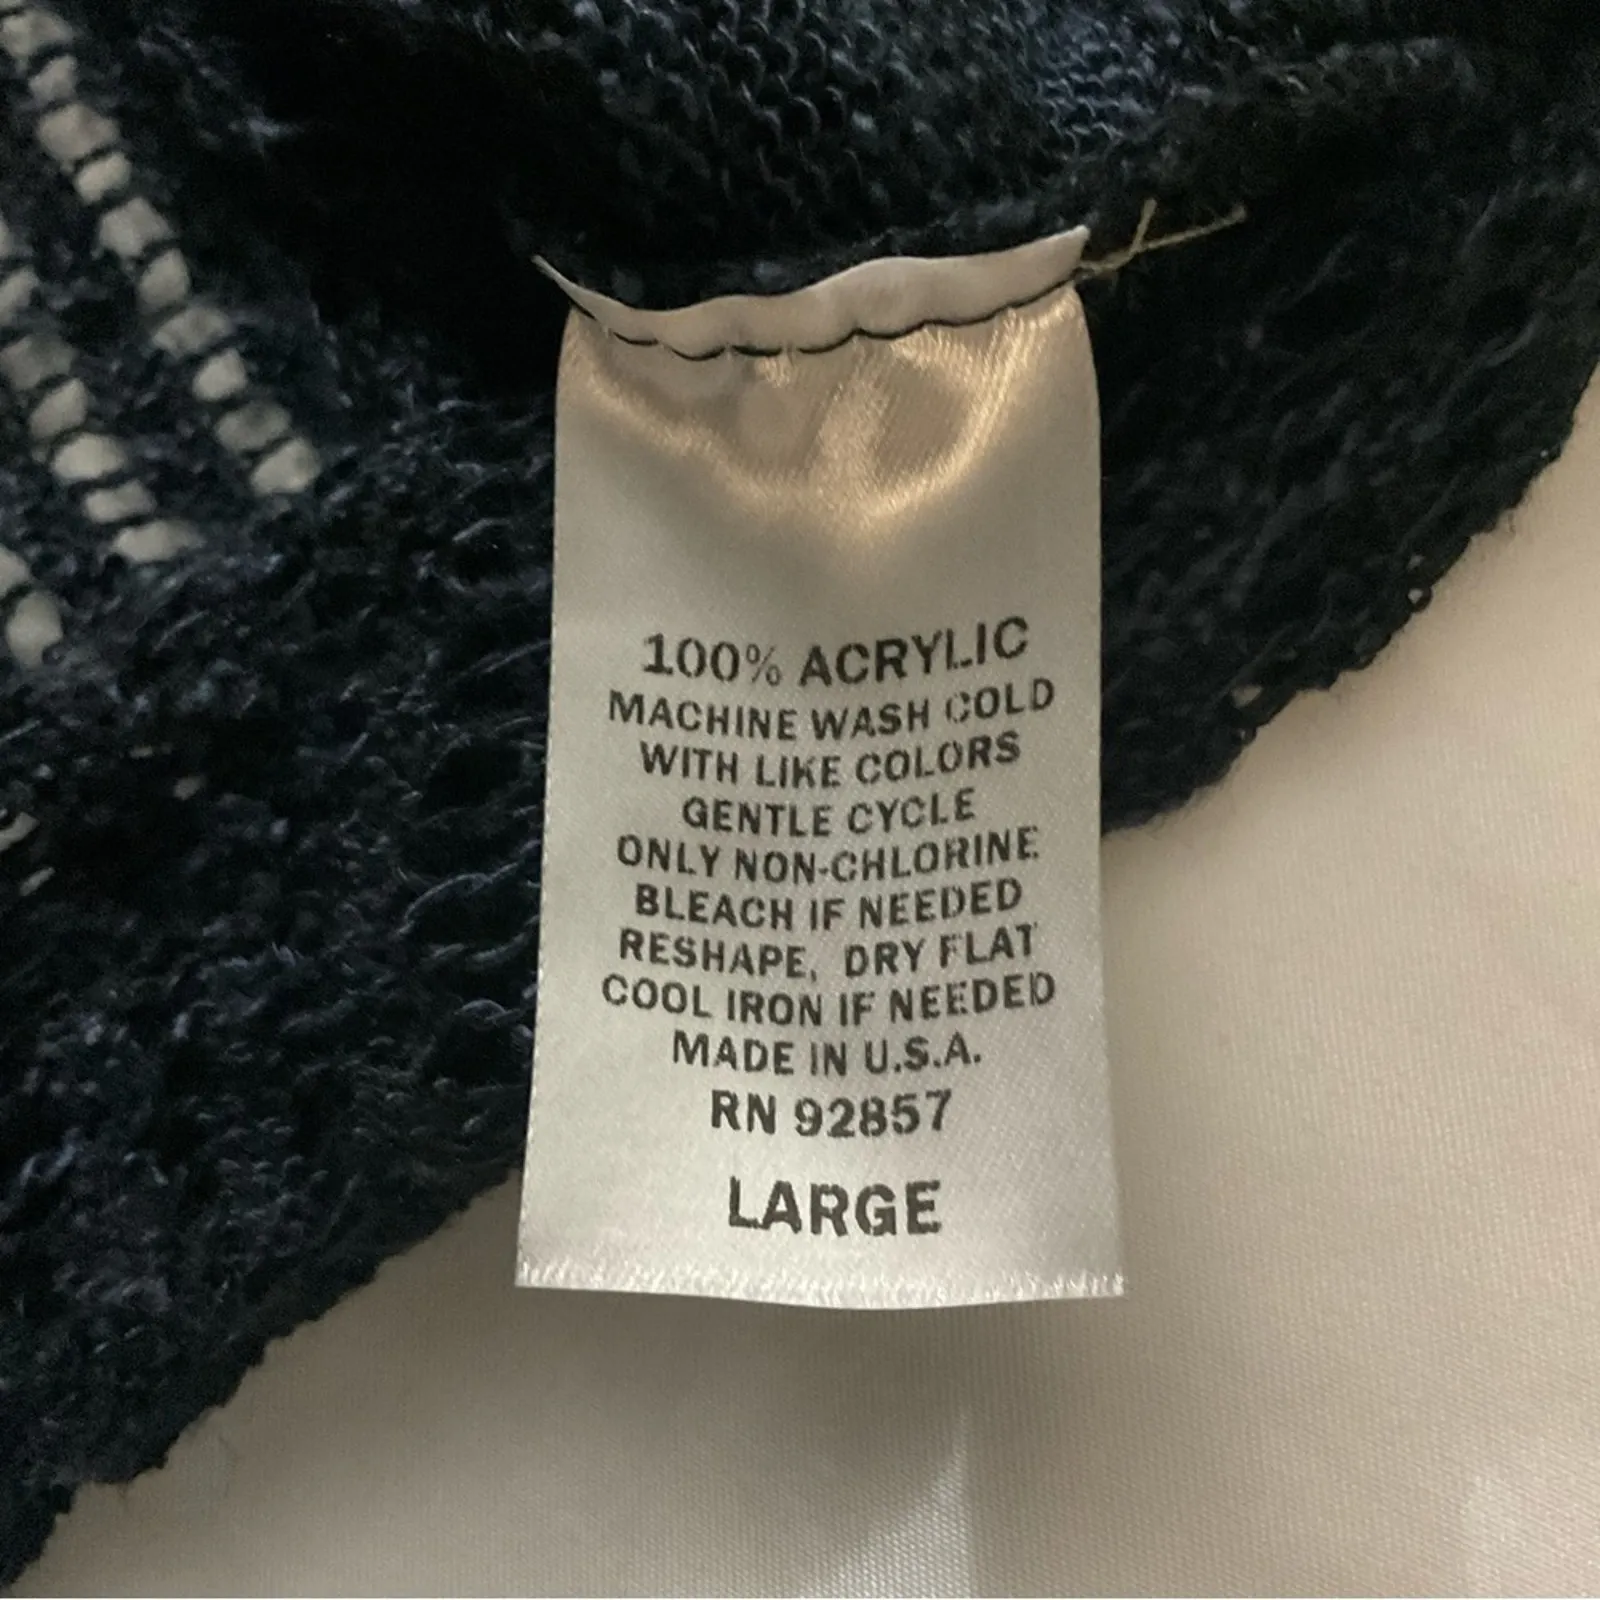 100% ACRYLIC
MACHINE WASH COLD
WITH LIKE COLORS
GENTLE CYCLE
ONLY NON-CHLORINE
BLEACH IF NEEDED
RESHAPE, DRY FLAT
COOL IRON IF NEEDED
MADE IN U.S.A.
RN 92857
LARGE